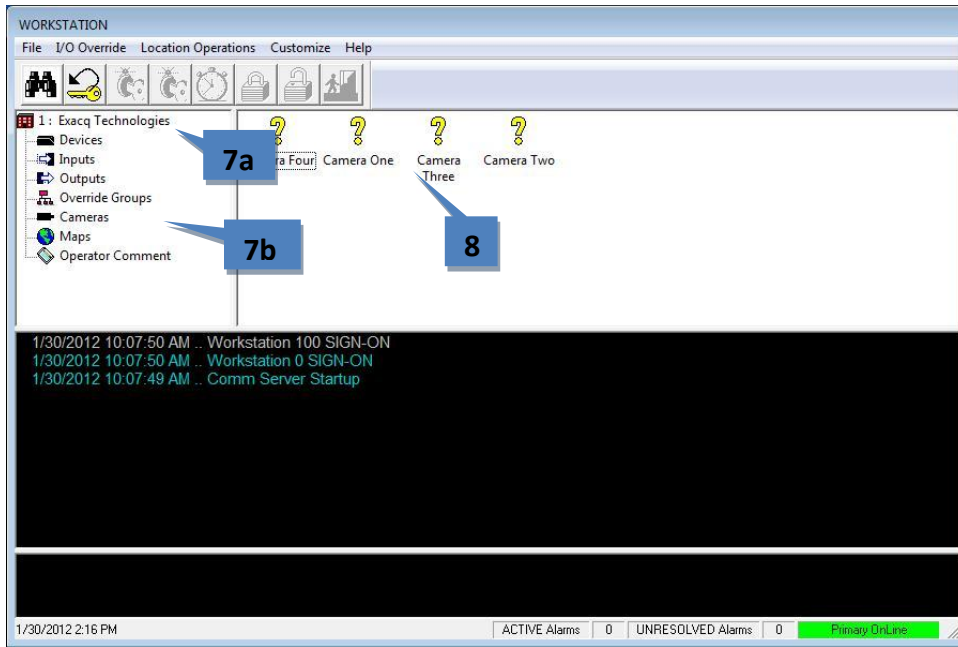 WORKSTATION
File I/O Override Location Operations Customize Help
1 : Exacq Technologies
Devices
Inputs
Outputs
Override Groups
Cameras
Maps
Operator Comment
7a
7b
ra Four
Camera One
Camera
Three
Camera Two
8
1/30/2012 10:07:50 AM .. Workstation 100 SIGN-ON
1/30/2012 10:07:50 AM .. Workstation 0 SIGN-ON
1/30/2012 10:07:49 AM .. Comm Server Startup
1/30/2012 2:16 PM ACTIVE Alarms 0 UNRESOLVED Alarms 0 Primary OnLine